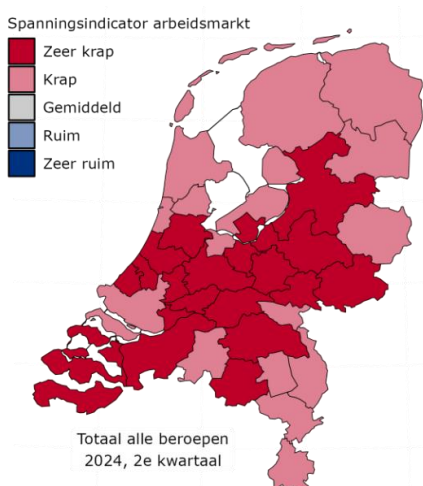 Spanningsindicator arbeidsmarkt
Zeer krap
Krap
Gemiddeld
Ruim
Zeer ruim
Totaal alle beroepen
2024, 2e kwartaal